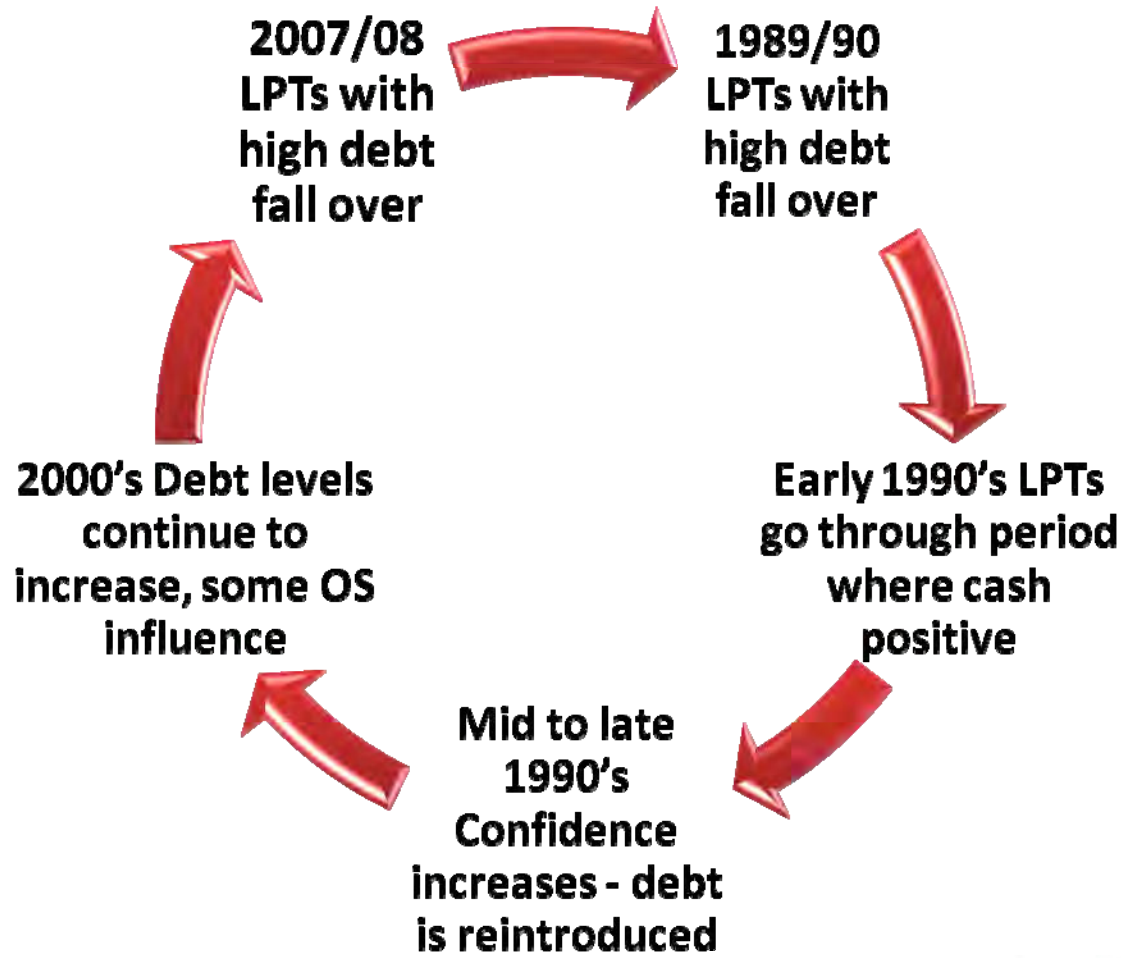 2007/08
LPTs with
high debt
fall over
1989/90
LPTs with
high debt
fall over
Early 1990's LPTs
go through period
where cash
positive
Mid to late
1990's
Confidence
increases - debt
is reintroduced
2000's Debt levels
continue to
increase, some OS
influence